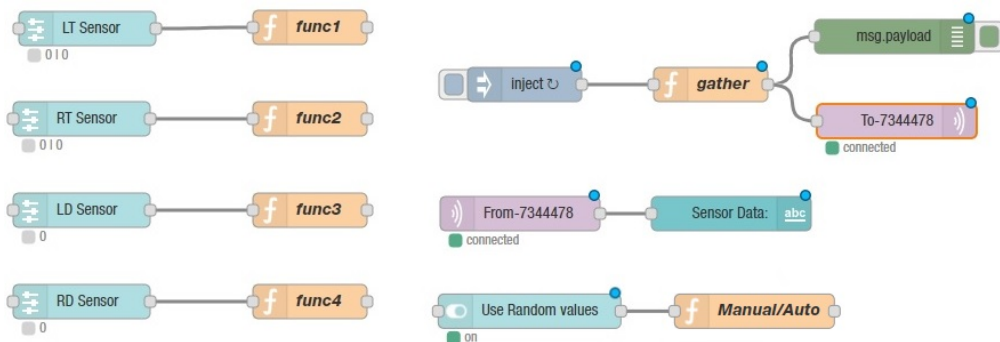 LT Sensor
func1
0 | 0
RT Sensor
func2
0 | 0
LD Sensor
func3
0
RD Sensor
func4
0
inject ↻
gather
msg.payload
To-7344478
connected
From-7344478
Sensor Data:
abc
connected
Use Random values
Manual/Auto
on